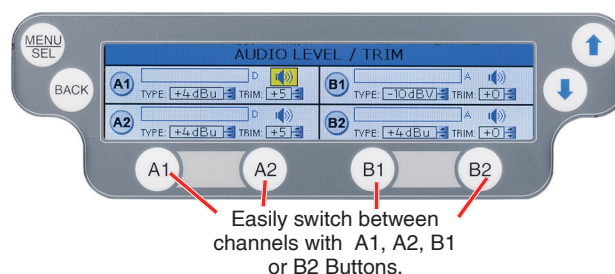 MENU
SEL
BACK
AUDIO LEVEL / TRIM
A1 D
TYPE: +4dBu TRIM: +5
B1 A
TYPE: -10dBV TRIM: +0
A2 D
TYPE: +4dBu TRIM: +5
B2 A
TYPE: +4dBu TRIM: +0
A1 A2 B1 B2
Easily switch between
channels with A1, A2, B1
or B2 Buttons.